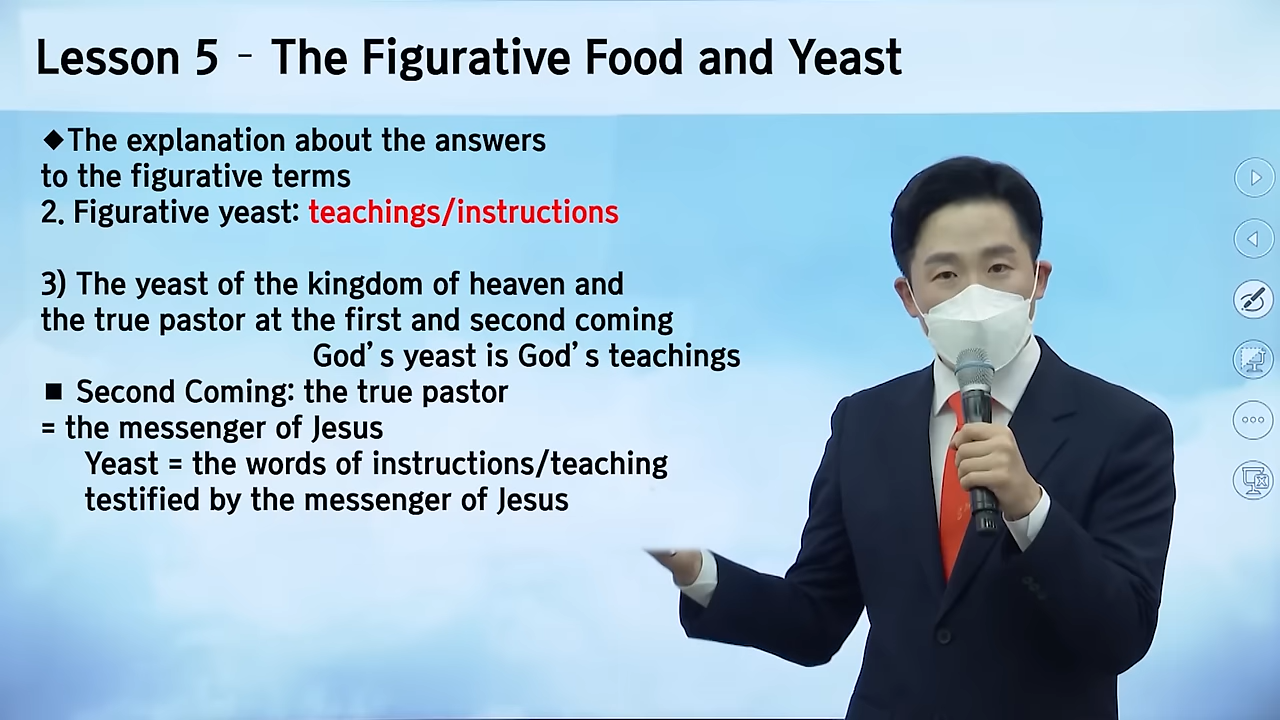 Lesson 5 - The Figurative Food and Yeast
◆The explanation about the answers
to the figurative terms
2. Figurative yeast: teachings/instructions
3) The yeast of the kingdom of heaven and
the true pastor at the first and second coming
God's yeast is God's teachings
■ Second Coming: the true pastor
= the messenger of Jesus
Yeast = the words of instructions/teaching
testified by the messenger of Jesus